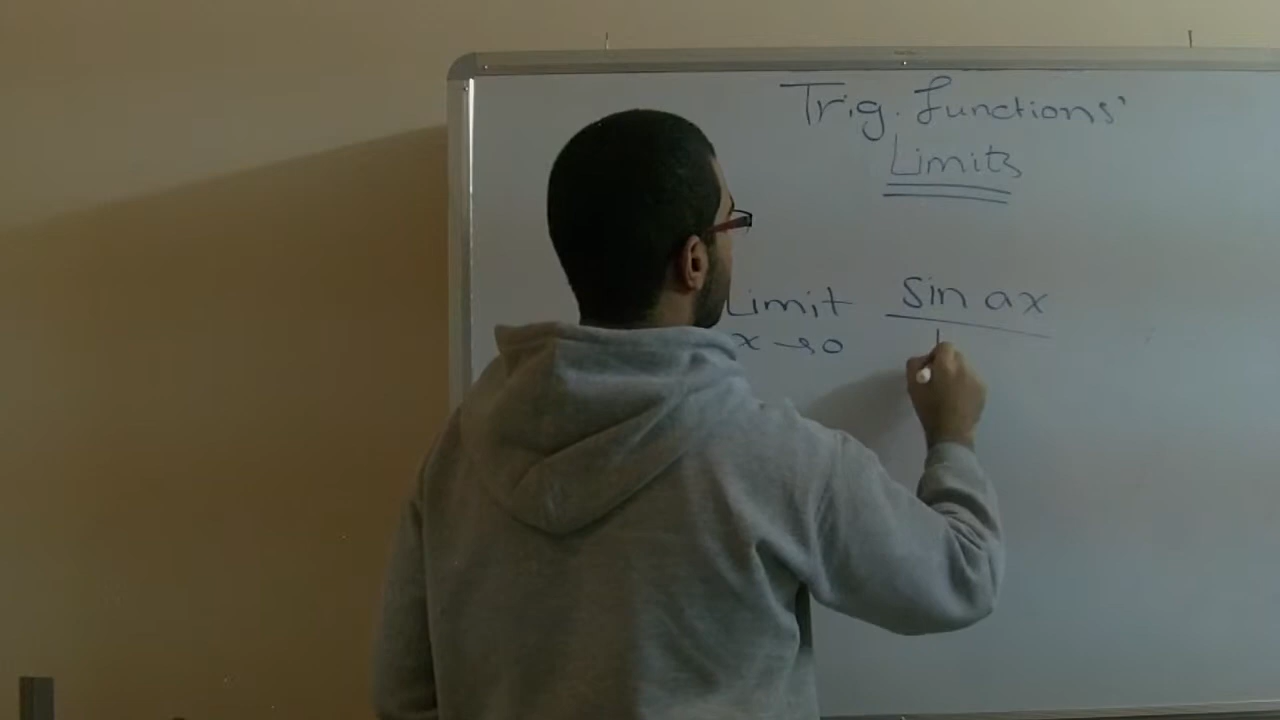 Trig. functions'
Limits
Limit sin ax
x→0